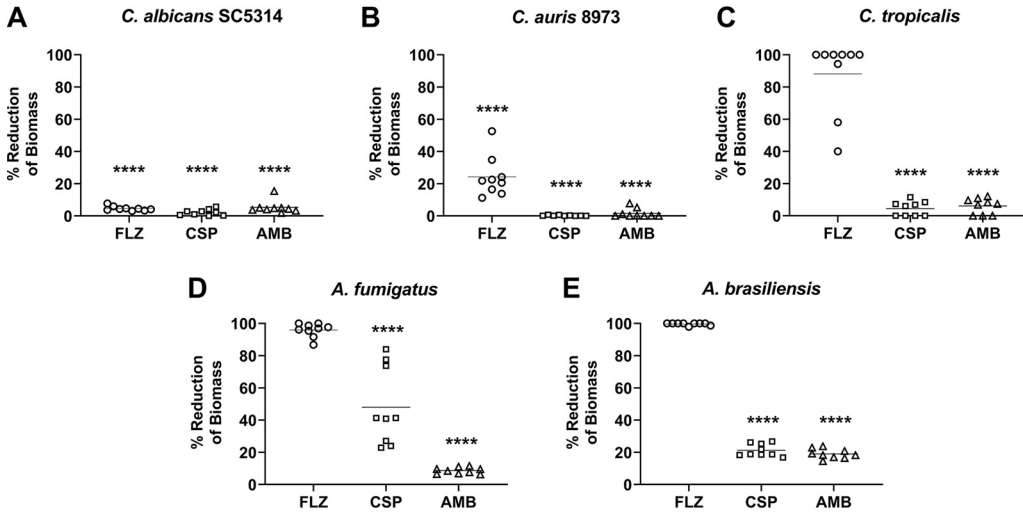 A
C. albicans SC5314
% Reduction
of Biomass
100
80
60
40
20
0
****
****
****
FLZ
CSP
AMB
B
C. auris 8973
% Reduction
of Biomass
100
80
60
40
20
0
****
****
****
FLZ
CSP
AMB
C
C. tropicalis
% Reduction
of Biomass
100
80
60
40
20
0
****
****
FLZ
CSP
AMB
D
A. fumigatus
% Reduction
of Biomass
100
80
60
40
20
0
****
****
FLZ
CSP
AMB
E
A. brasiliensis
% Reduction
of Biomass
100
80
60
40
20
0
****
****
FLZ
CSP
AMB